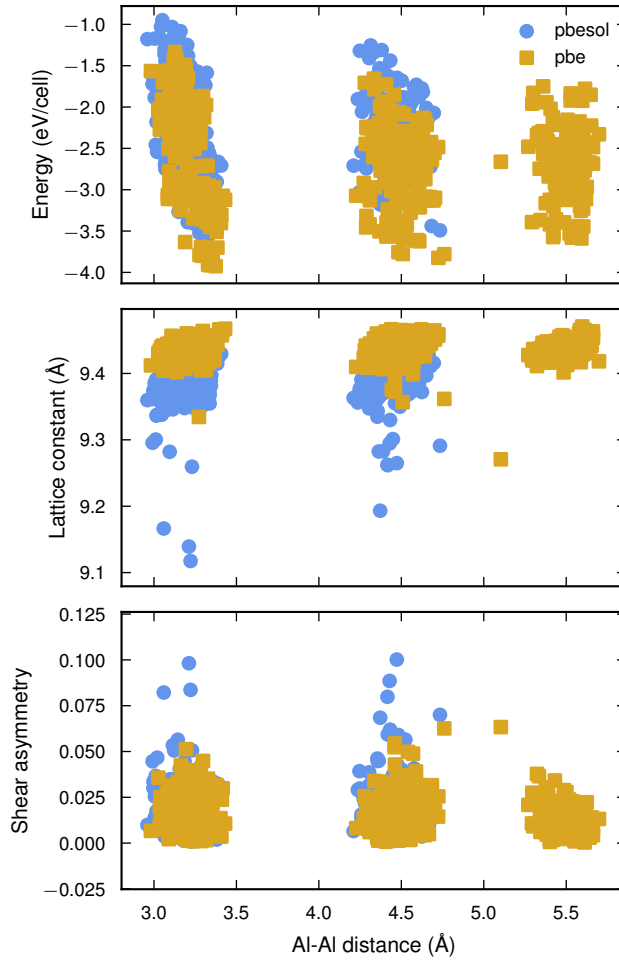 −1.0
−1.5
−2.0
−2.5
−3.0
−3.5
−4.0
Energy (eV/cell)
pbesol
pbe
9.4
9.3
9.2
9.1
Lattice constant (Å)
0.125
0.100
0.075
0.050
0.025
0.000
−0.025
Shear asymmetry
3.0 3.5 4.0 4.5 5.0 5.5
Al-Al distance (Å)